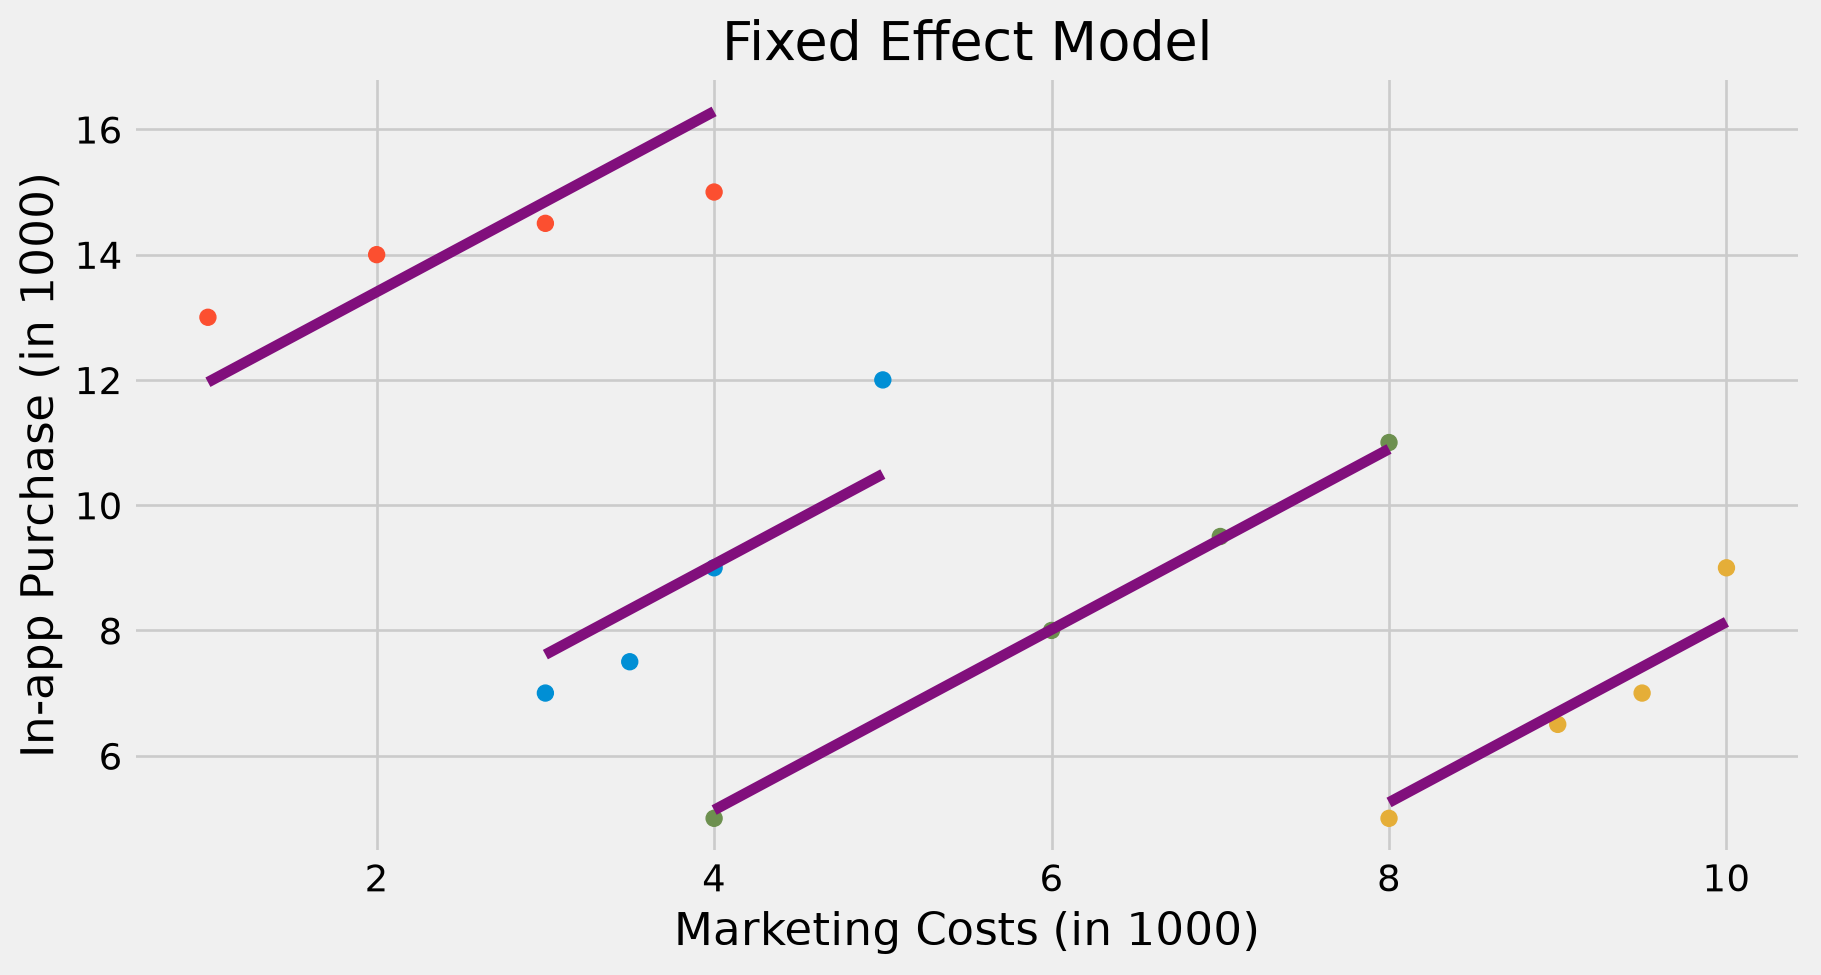 Fixed Effect Model
In-app Purchase (in 1000)
16
14
12
10
8
6
2 4 6 8 10
Marketing Costs (in 1000)